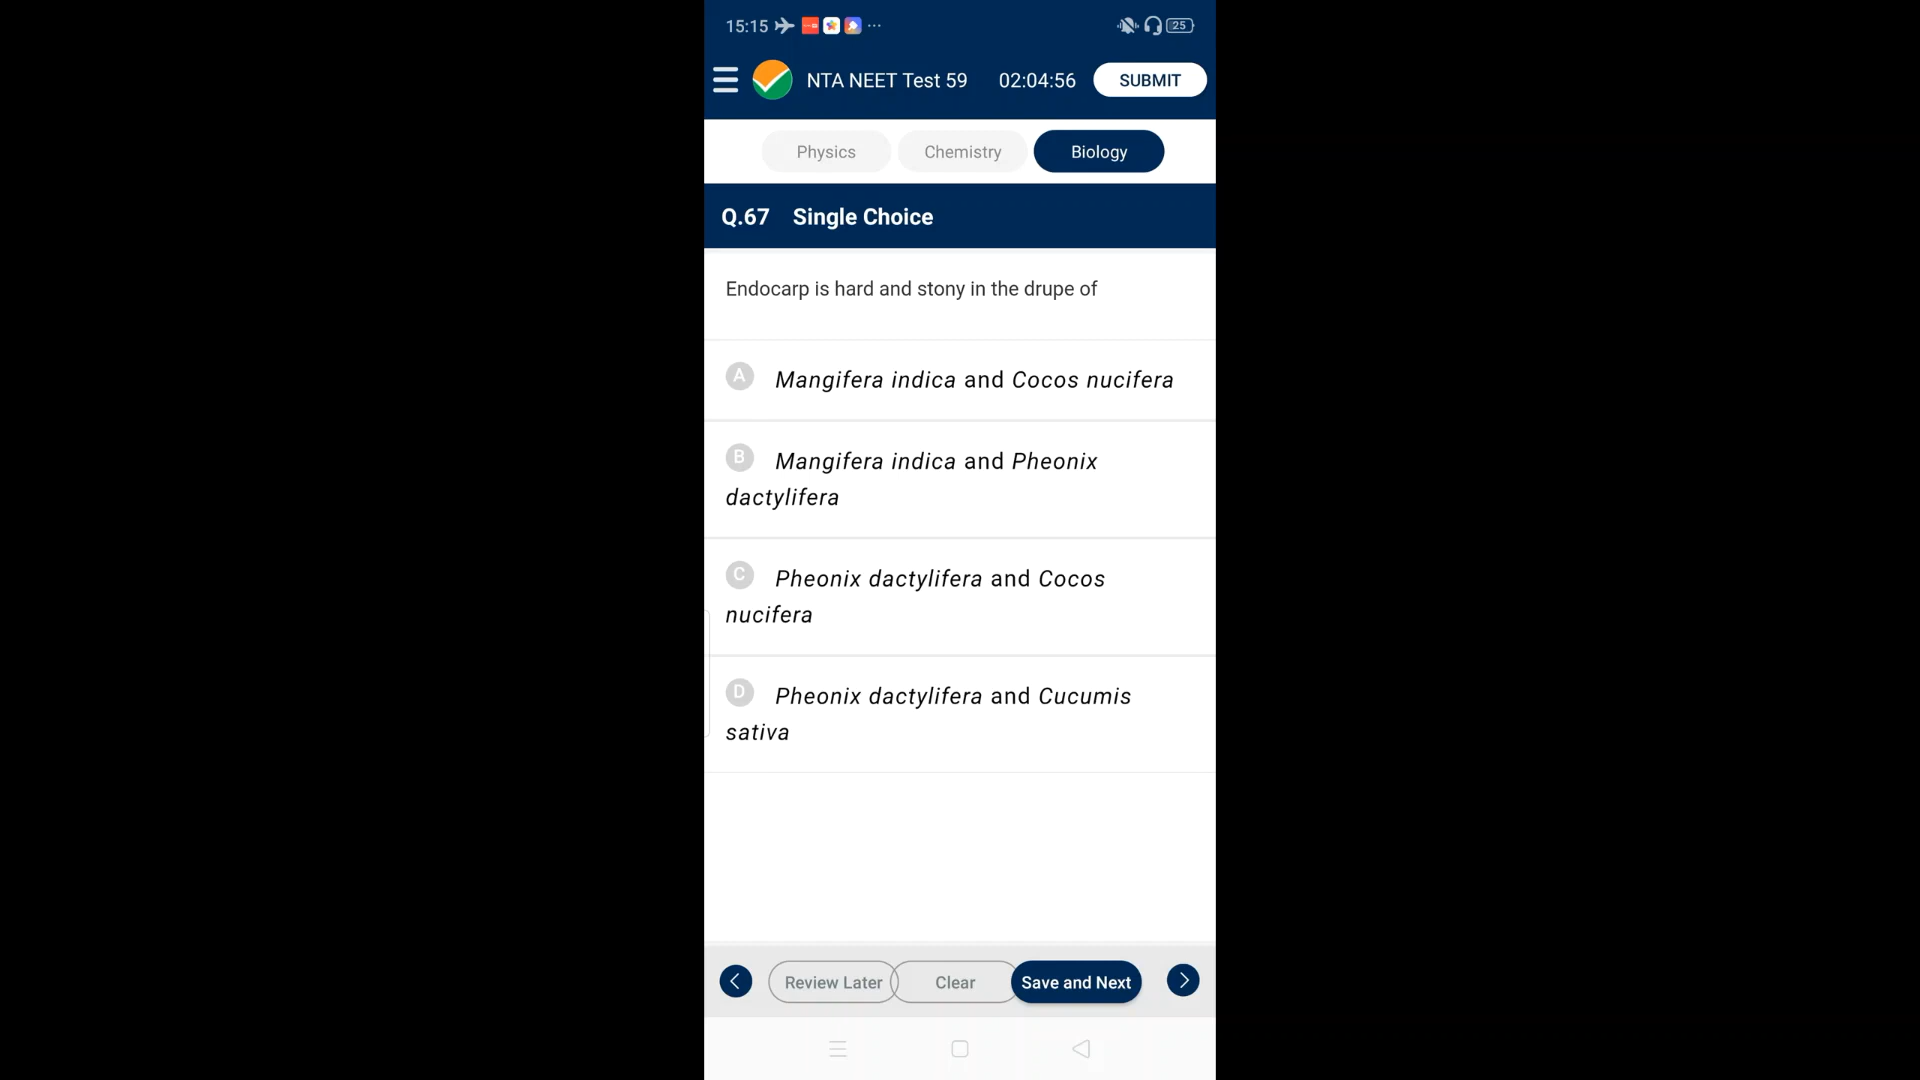 15:15 25
NTA NEET Test 59 02:04:56 SUBMIT
Physics Chemistry Biology
Q.67 Single Choice
Endocarp is hard and stony in the drupe of
A Mangifera indica and Cocos nucifera
B Mangifera indica and Pheonix
dactylifera
C Pheonix dactylifera and Cocos
nucifera
D Pheonix dactylifera and Cucumis
sativa
Review Later Clear Save and Next